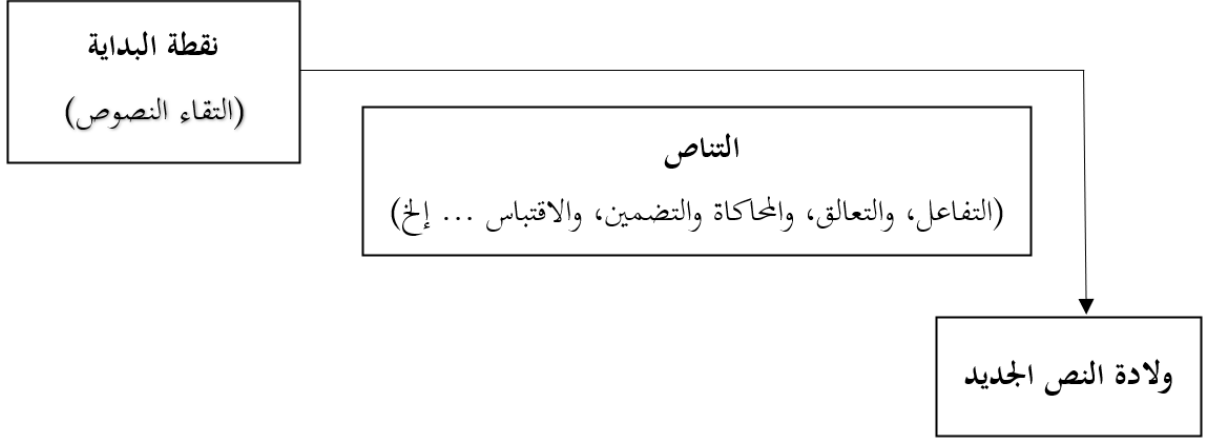 نقطة البداية
(التقاء النصوص)
التناص
(التفاعل، والتعالق، والمحاكاة والتضمين، والاقتباس ... إلخ)
ولادة النص الجديد